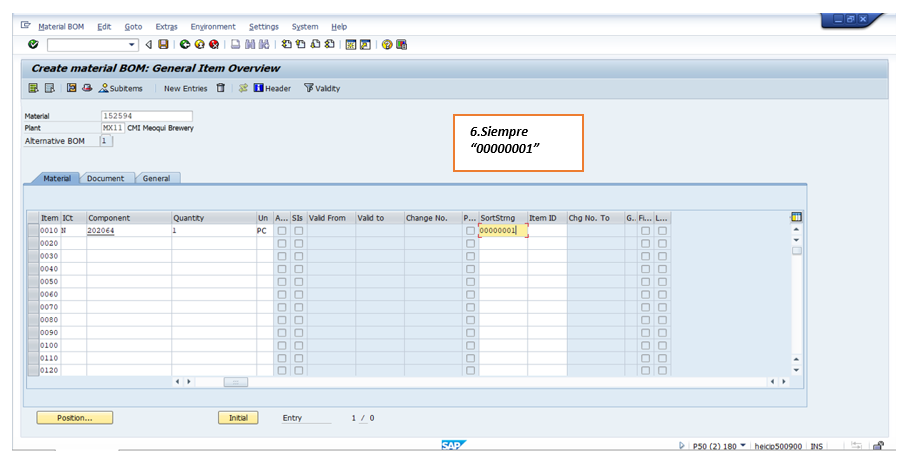 Material BOM Edit Goto Extras Environment Settings System Help
Create material BOM: General Item Overview
Subitems New Entries Header Validity
Material 152594
Plant MX11 CMI Meoqui Brewery
Alternative BOM 1
6.Siempre
“00000001”
Material Document General
Item ICt Component Quantity Un A... SIs Valid From Valid to Change No. P... SortStrng Item ID Chg No. To G.. Fi... L...
0010 N 202064 1 PC 00000001
0020
0030
0040
0050
0060
0070
0080
0090
0100
0110
0120
Position... Initial Entry 1 / 0
SAP P50 (2) 180 heicip500900 INS